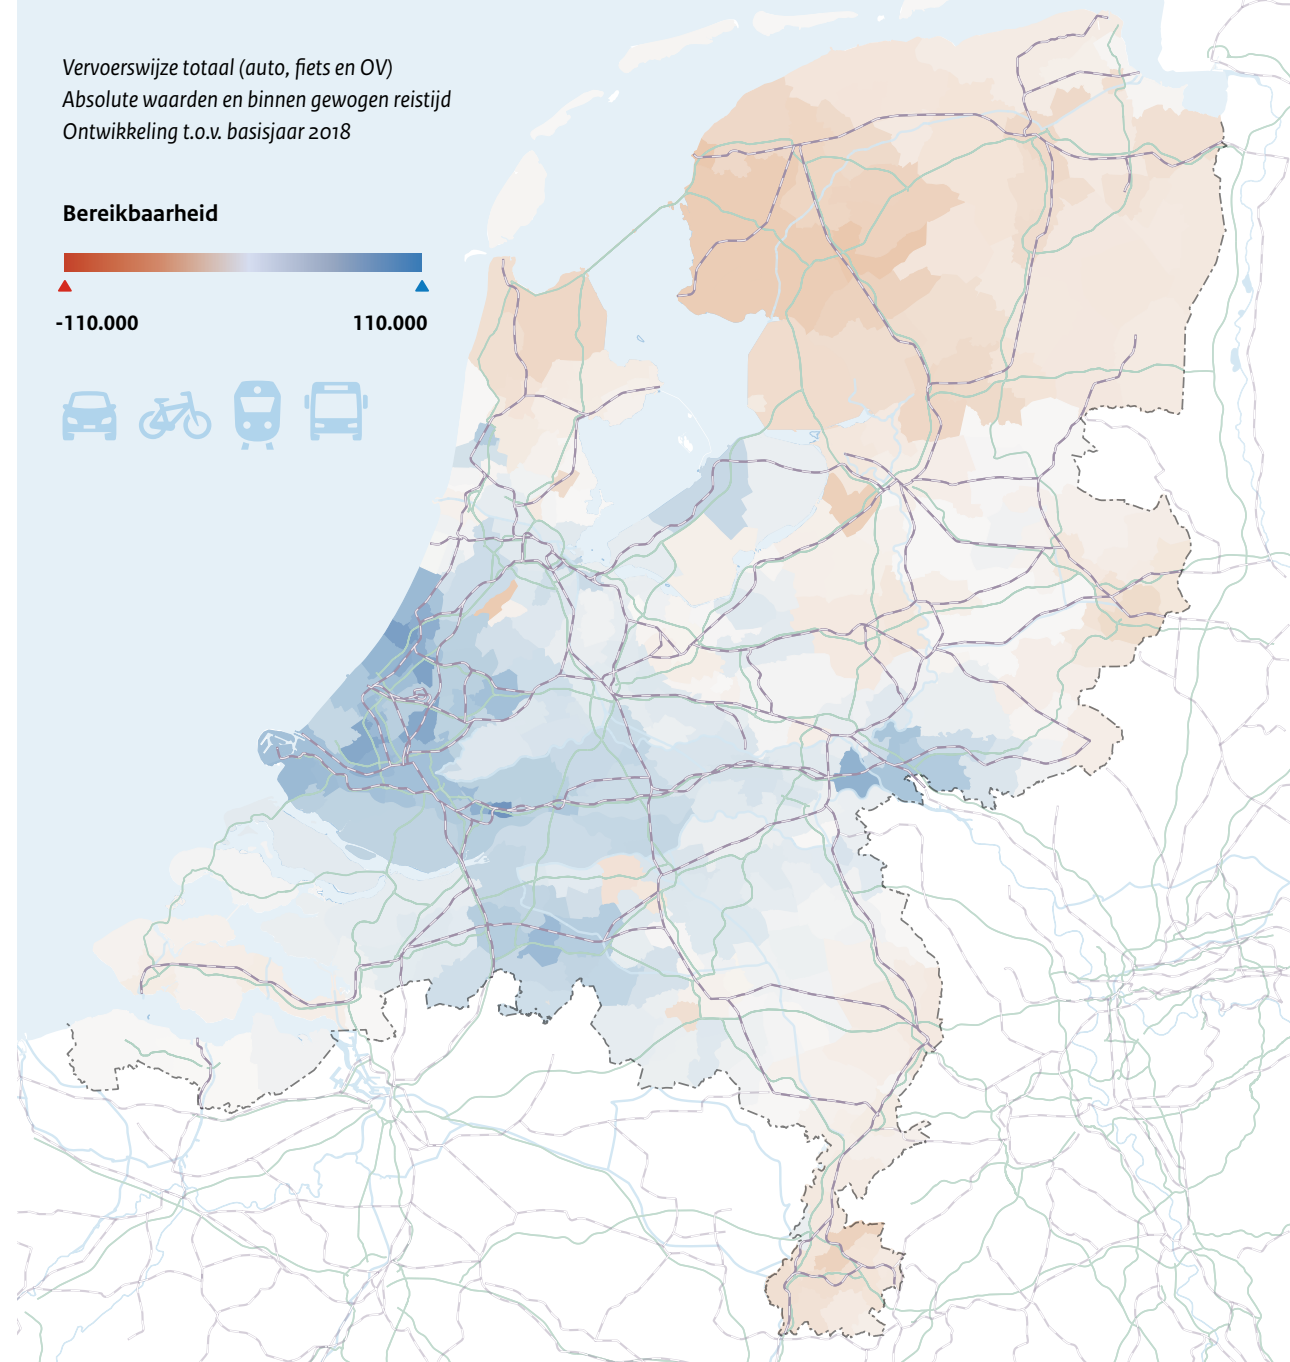 Vervoerswijze totaal (auto, fiets en OV)
Absolute waarden en binnen gewogen reistijd
Ontwikkeling t.o.v. basisjaar 2018
Bereikbaarheid
-110.000 110.000